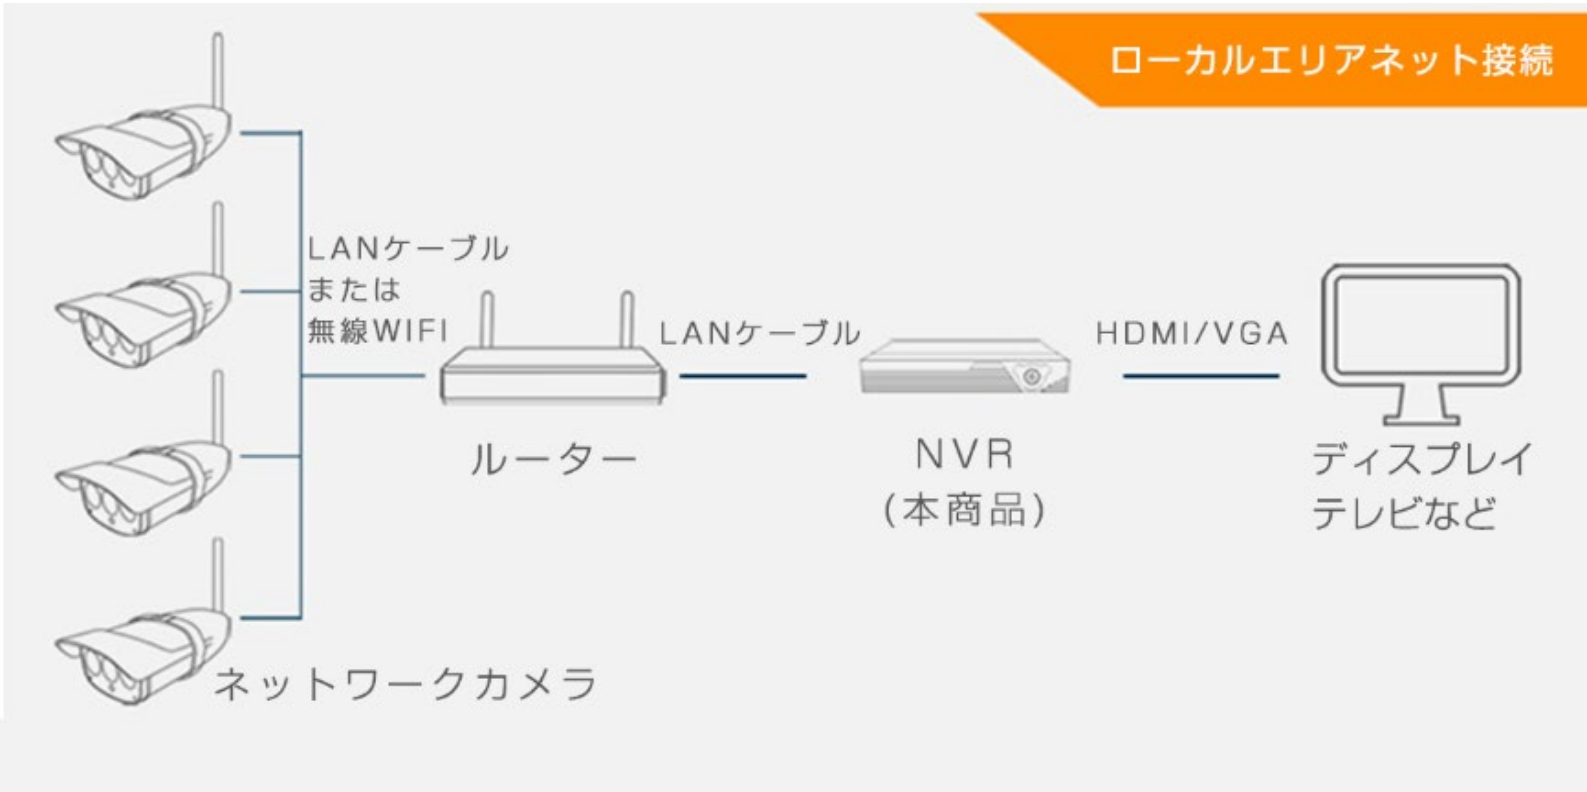 ローカルエリアネット接続
LANケーブル
または
無線WIFI
LANケーブル
HDMI/VGA
ルーター
NVR
(本商品)
ディスプレイ
テレビなど
ネットワークカメラ